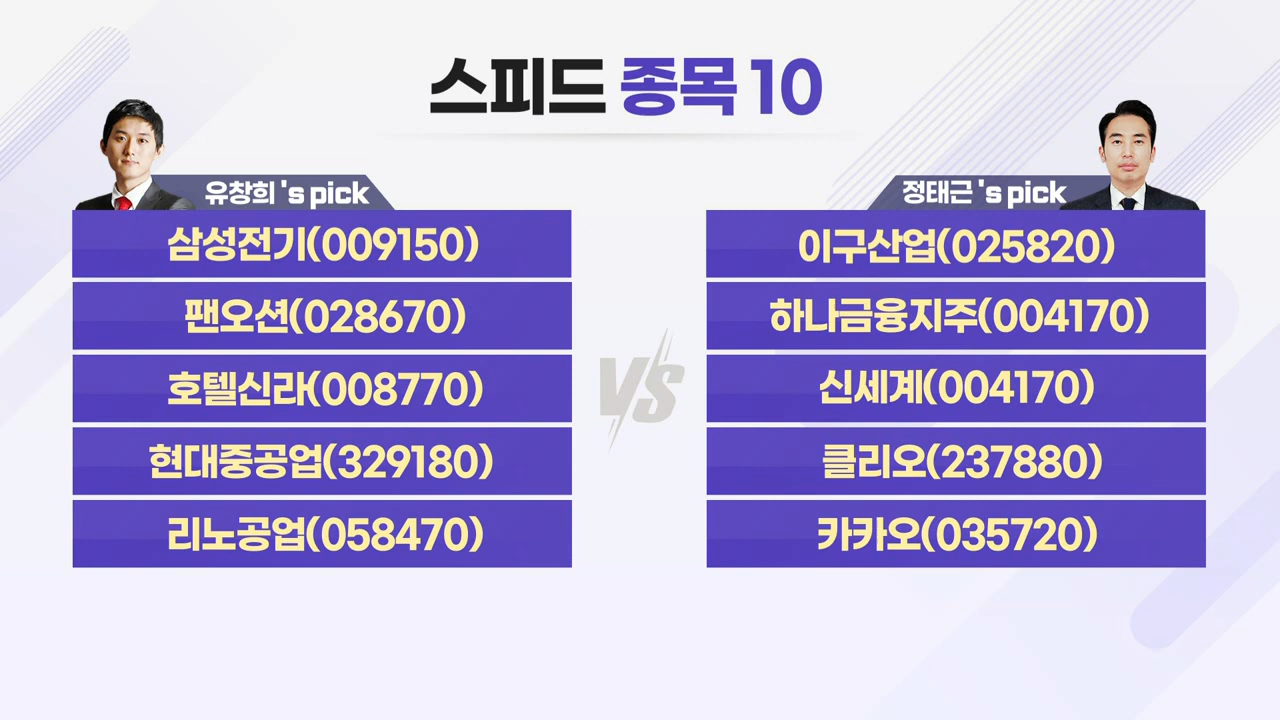 스피드 종목 10
유창희 's pick
삼성전기(009150)
팬오션(028670)
호텔신라(008770)
현대중공업(329180)
리노공업(058470)
VS
정태근 's pick
이구산업(025820)
하나금융지주(004170)
신세계(004170)
클리오(237880)
카카오(035720)